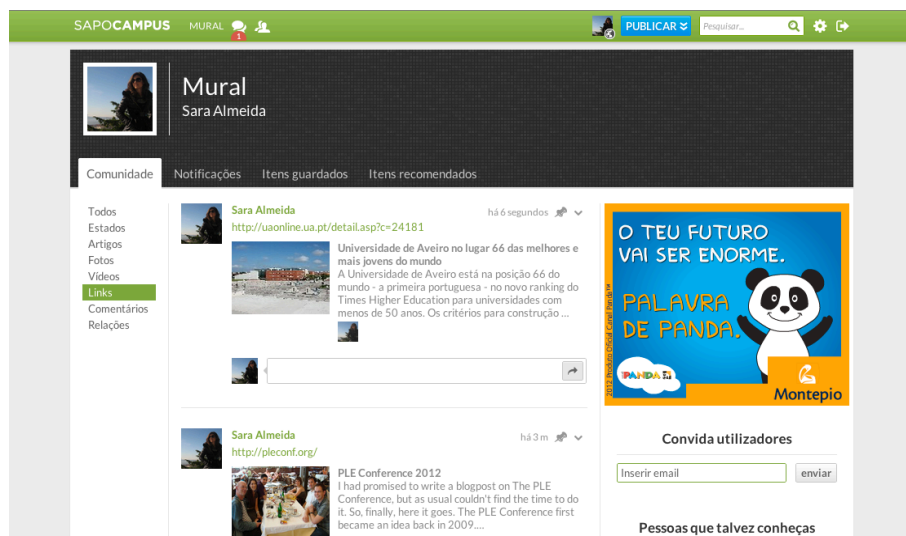 SAPOCAMPUS
MURAL
1
PUBLICAR
Pesquisar...
Mural
Sara Almeida
Comunidade
Notificações
Itens guardados
Itens recomendados
Todos
Estados
Artigos
Fotos
Vídeos
Links
Comentários
Relações
Sara Almeida
há 6 segundos
http://uaonline.ua.pt/detail.asp?c=24181
Universidade de Aveiro no lugar 66 das melhores e
mais jovens do mundo
A Universidade de Aveiro está na posição 66 do
mundo - a primeira portuguesa - no novo ranking do
Times Higher Education para universidades com
menos de 50 anos. Os critérios para construção ...
Sara Almeida
há 3 m
http://pleconf.org/
PLE Conference 2012
I had promised to write a blogpost on The PLE
Conference, but as usual couldn't find the time to do
it. So, finally, here it goes. The PLE Conference first
became an idea back in 2009....
O TEU FUTURO
VAI SER ENORME.
PALAVRA
DE PANDA.
2012 Produto Oficial Canal Panda™
PANDA
Montepio
Convida utilizadores
Inserir email
enviar
Pessoas que talvez conheças